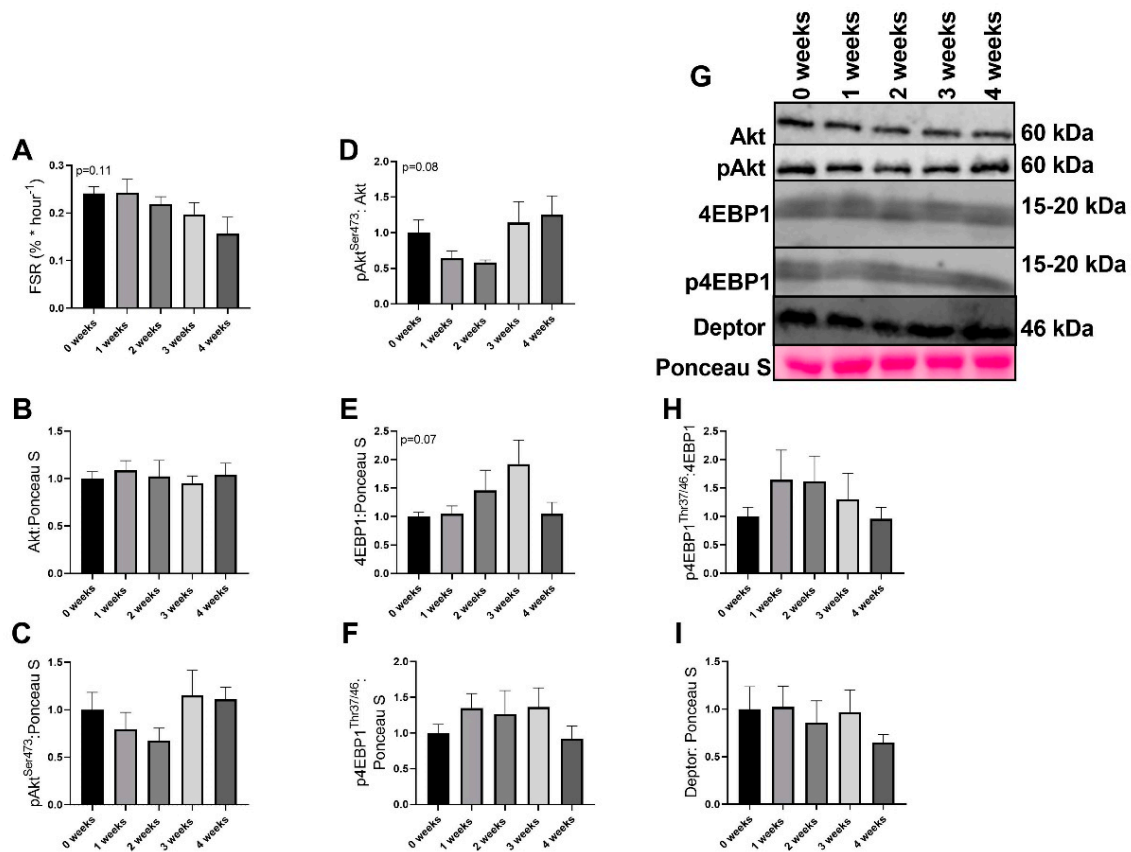 A
p=0.11
FSR (% * hour-1)
0.3
0.2
0.1
0.0
0 weeks
1 weeks
2 weeks
3 weeks
4 weeks
D
p=0.08
pAktSer473: Akt
2.0
1.5
1.0
0.5
0.0
0 weeks
1 weeks
2 weeks
3 weeks
4 weeks
G
0 weeks
1 weeks
2 weeks
3 weeks
4 weeks
Akt 60 kDa
pAkt 60 kDa
4EBP1 15-20 kDa
p4EBP1 15-20 kDa
Deptor 46 kDa
Ponceau S
B
Akt:Ponceau S
1.5
1.0
0.5
0.0
0 weeks
1 weeks
2 weeks
3 weeks
4 weeks
E
p=0.07
4EBP1:Ponceau S
2.5
2.0
1.5
1.0
0.5
0.0
0 weeks
1 weeks
2 weeks
3 weeks
4 weeks
H
p4EBP1Thr37/46:4EBP1
2.5
2.0
1.5
1.0
0.5
0.0
0 weeks
1 weeks
2 weeks
3 weeks
4 weeks
C
pAktSer473:Ponceau S
1.5
1.0
0.5
0.0
0 weeks
1 weeks
2 weeks
3 weeks
4 weeks
F
p4EBP1Thr37/46:
Ponceau S
2.0
1.5
1.0
0.5
0.0
0 weeks
1 weeks
2 weeks
3 weeks
4 weeks
I
Deptor: Ponceau S
1.5
1.0
0.5
0.0
0 weeks
1 weeks
2 weeks
3 weeks
4 weeks